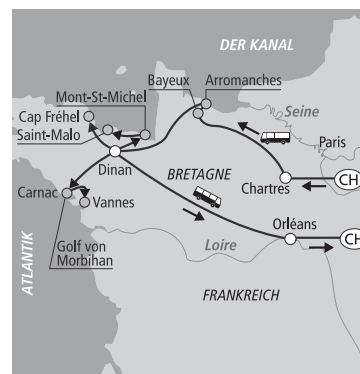 DER KANAL
Bayeux
Arromanches
Mont-St-Michel
Cap Fréhel
Saint-Malo
Seine
Paris
Dinan
BRETAGNE
Chartres
CH
Carnac
Vannes
Orléans
Golf von
Morbihan
Loire
CH
ATLANTIK
FRANKREICH